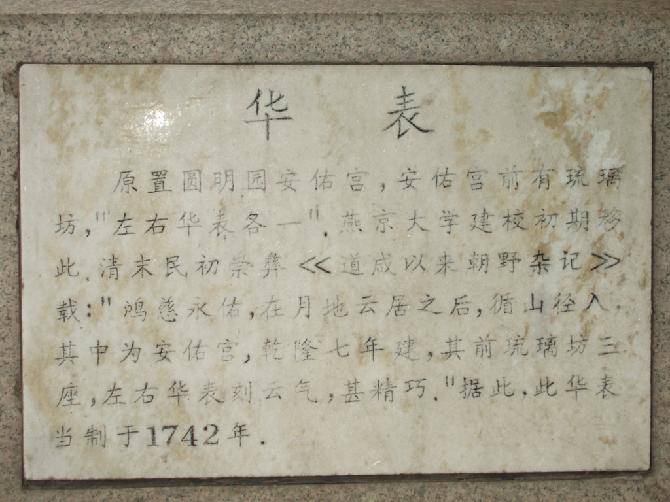 华表
原置圆明园安佑宫,安佑宫前有琉璃
坊,"左右华表各一".燕京大学建校初期移
此.清末民初崇彝《道咸以来朝野杂记》
载:"鸿慈永佑,在月地云居之后,循山径入.
其中为安佑宫,乾隆七年建,其前琉璃坊三
座,左右华表刻云气,甚精巧."据此,此华表
当制于1742年.